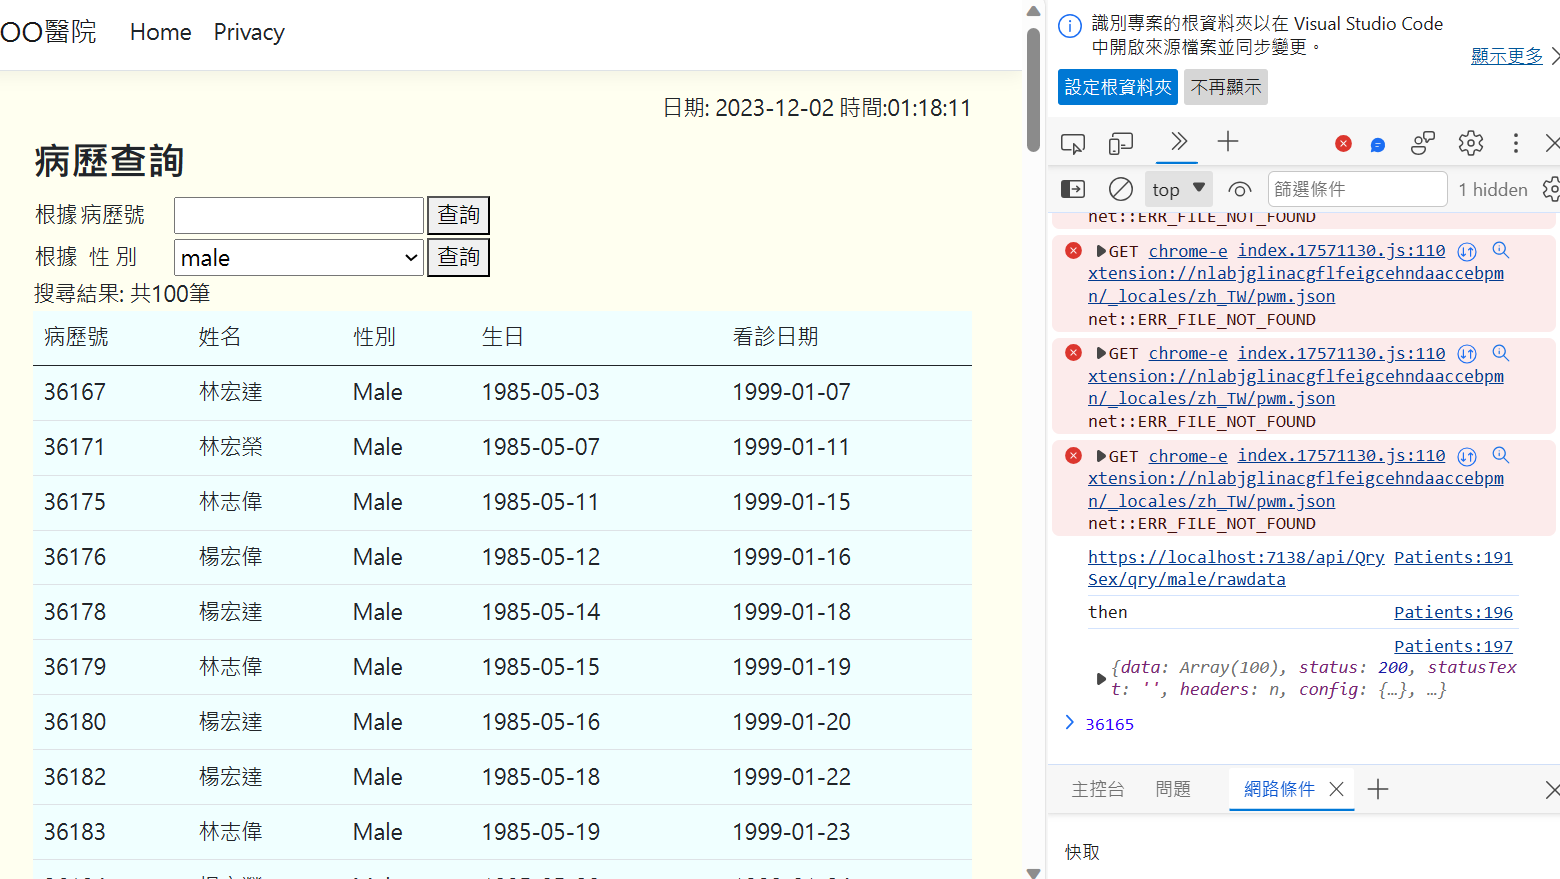 OO醫院 Home Privacy
日期: 2023-12-02 時間:01:18:11
病歷查詢
根據病歷號 查詢
根據 性 別 male 查詢
搜尋結果: 共100筆
病歷號 姓名 性別 生日 看診日期
36167 林宏達 Male 1985-05-03 1999-01-07
36171 林宏榮 Male 1985-05-07 1999-01-11
36175 林志偉 Male 1985-05-11 1999-01-15
36176 楊宏偉 Male 1985-05-12 1999-01-16
36178 楊宏達 Male 1985-05-14 1999-01-18
36179 林志偉 Male 1985-05-15 1999-01-19
36180 楊宏達 Male 1985-05-16 1999-01-20
36182 楊宏達 Male 1985-05-18 1999-01-22
36183 林志偉 Male 1985-05-19 1999-01-23
識別專案的根資料夾以在 Visual Studio Code
中開啟來源檔案並同步變更。
顯示更多
設定根資料夾 不再顯示
top 篩選條件 1 hidden
net::ERR_FILE_NOT_FOUND
GET chrome-e index.17571130.js:110
xtension://nlabjglinacgflfeigcehndaaccebpm
n/_locales/zh_TW/pwm.json
net::ERR_FILE_NOT_FOUND
GET chrome-e index.17571130.js:110
xtension://nlabjglinacgflfeigcehndaaccebpm
n/_locales/zh_TW/pwm.json
net::ERR_FILE_NOT_FOUND
GET chrome-e index.17571130.js:110
xtension://nlabjglinacgflfeigcehndaaccebpm
n/_locales/zh_TW/pwm.json
net::ERR_FILE_NOT_FOUND
https://localhost:7138/api/Qry Patients:191
Sex/qry/male/rawdata
then Patients:196
Patients:197
{data: Array(100), status: 200, statusTex
t: '', headers: n, config: {…}, …}
36165
主控台 問題 網路條件
快取